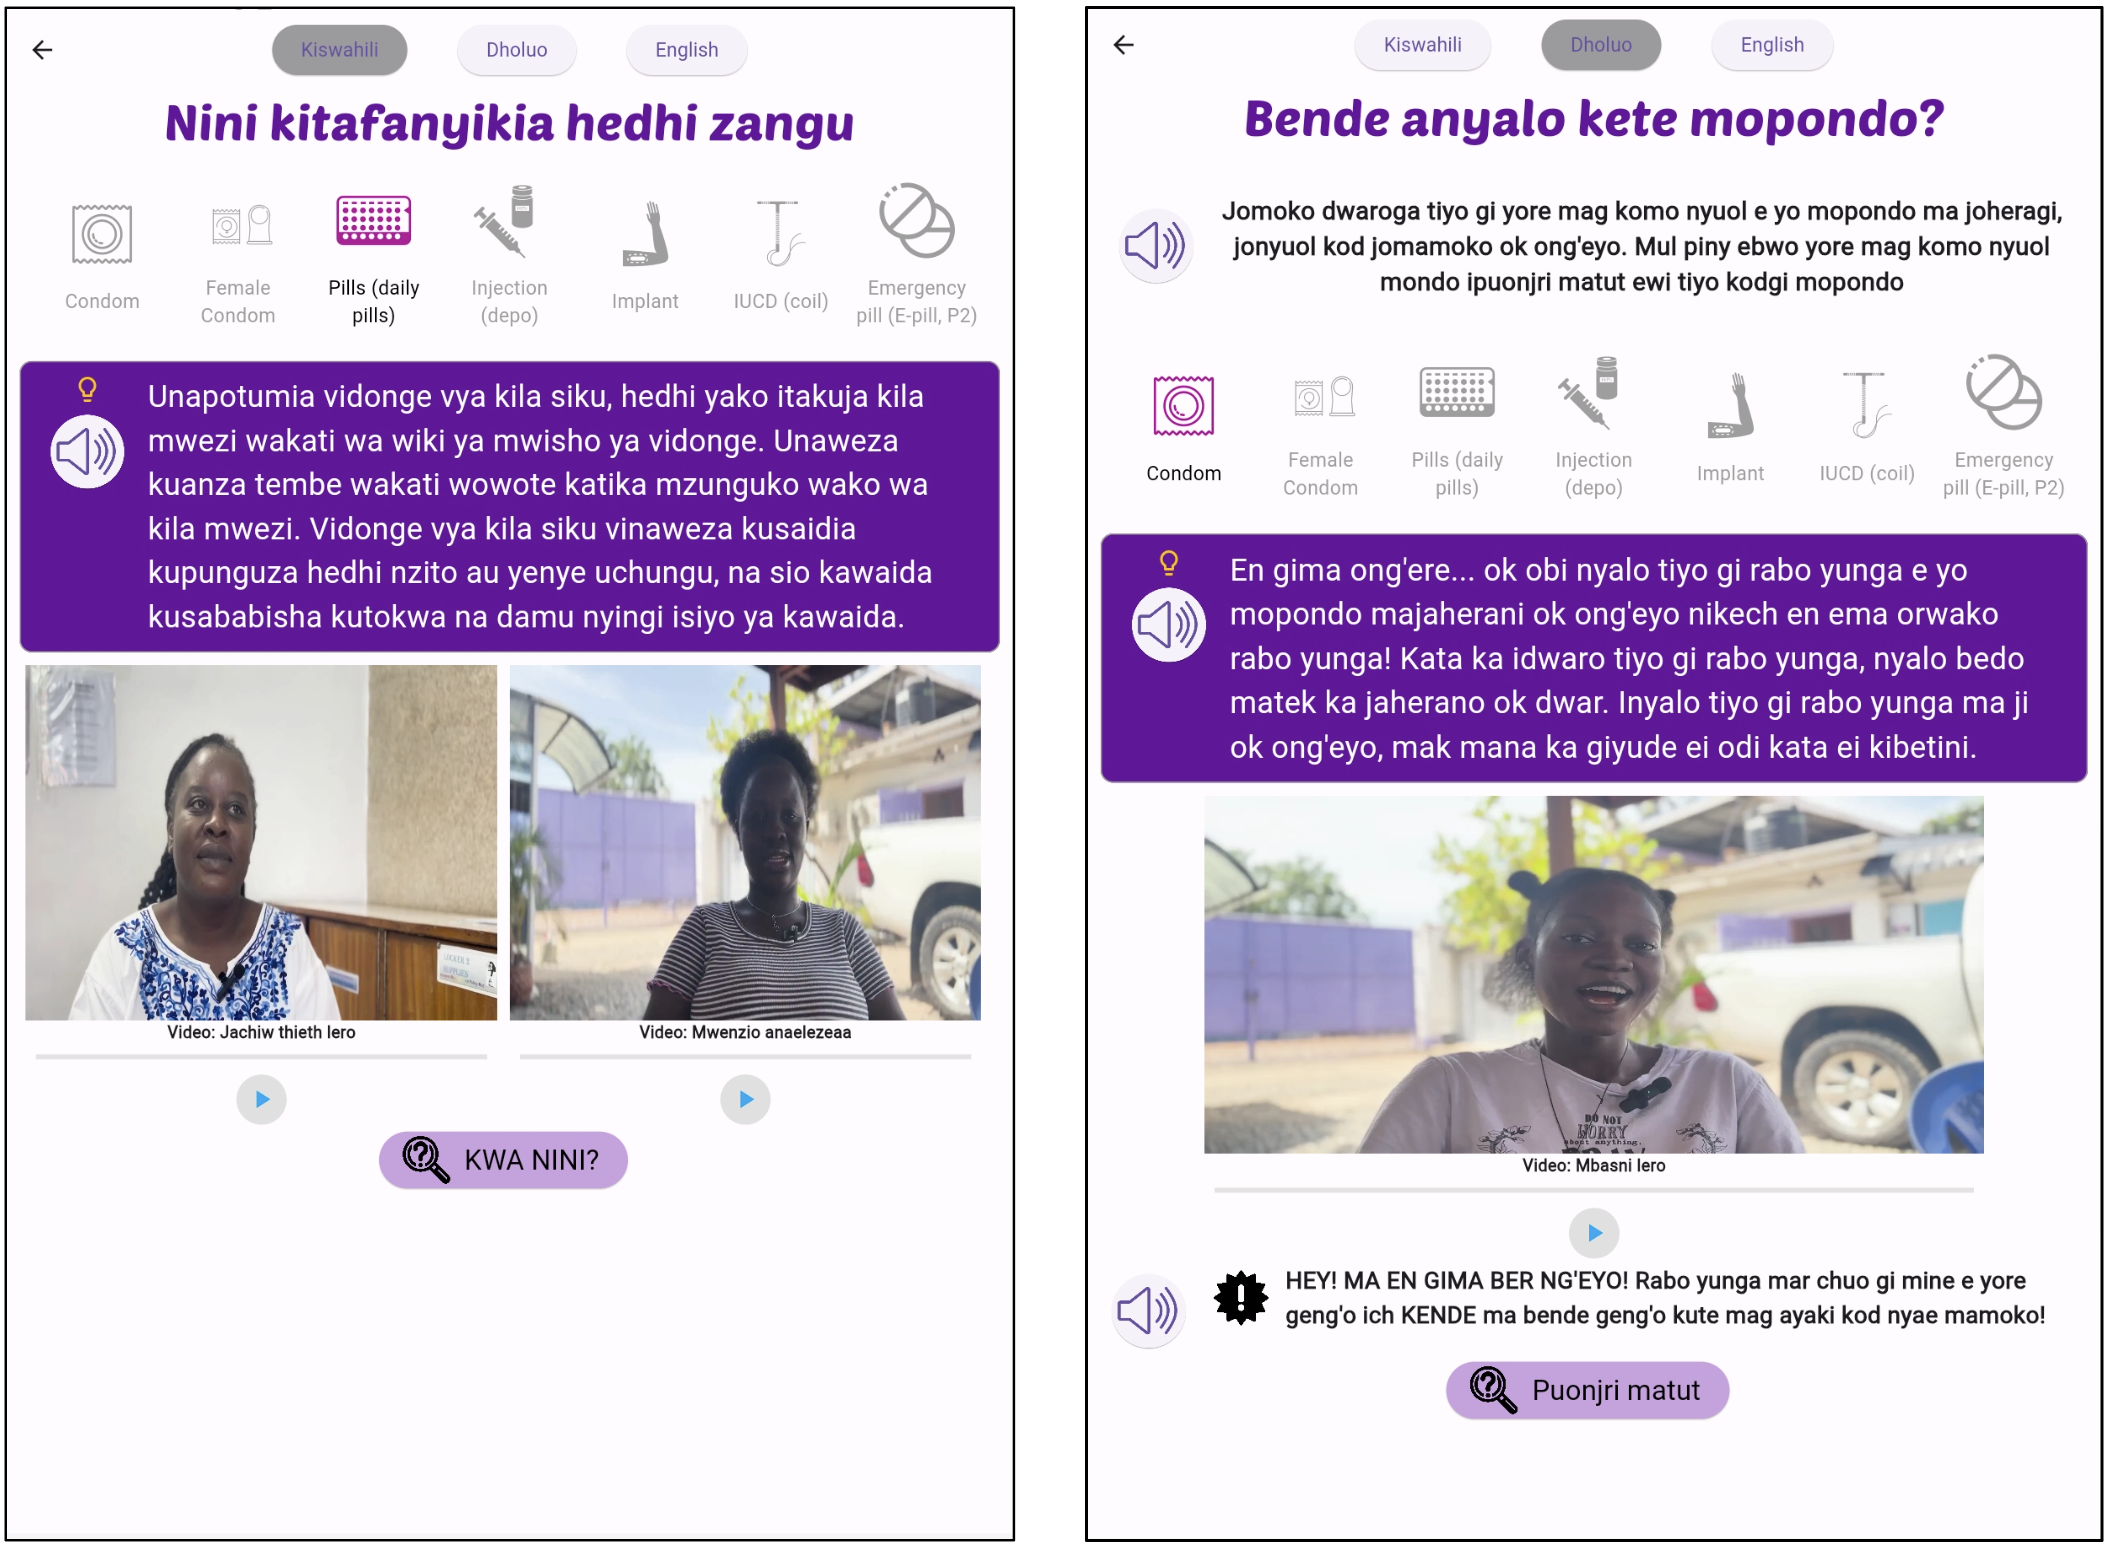 Kiswahili
Dholuo
English
Nini kitafanyikia hedhi zangu
Condom
Female
Condom
Pills (daily
pills)
Injection
(depo)
Implant
IUCD (coil)
Emergency
pill (E-pill, P2)
Unapotumia vidonge vya kila siku, hedhi yako itakuja kila
mwezi wakati wa wiki ya mwisho ya vidonge. Unaweza
kuanza tembe wakati wowote katika mzunguko wako wa
kila mwezi. Vidonge vya kila siku vinaweza kusaidia
kupunguza hedhi nzito au yenye uchungu, na sio kawaida
kusababisha kutokwa na damu nyingi isiyo ya kawaida.
Video: Jachiw thieth lero
Video: Mwenzio anaelezeaa
KWA NINI?
Kiswahili
Dholuo
English
Bende anyalo kete mopondo?
Jomoko dwaroga tiyo gi yore mag komo nyuol e yo mopondo ma joheragi,
jonyuol kod jomamoko ok ong'eyo. Mul piny ebwo yore mag komo nyuol
mondo ipuonjri matut ewi tiyo kodgi mopondo
Condom
Female
Condom
Pills (daily
pills)
Injection
(depo)
Implant
IUCD (coil)
Emergency
pill (E-pill, P2)
En gima ong'ere... ok obi nyalo tiyo gi rabo yunga e yo
mopondo majaherani ok ong'eyo nikech en ema orwako
rabo yunga! Kata ka idwaro tiyo gi rabo yunga, nyalo bedo
matek ka jaherano ok dwar. Inyalo tiyo gi rabo yunga ma ji
ok ong'eyo, mak mana ka giyude ei odi kata ei kibetini.
DO NOT
WORRY
about anything.
Video: Mbasni lero
HEY! MA EN GIMA BER NG'EYO! Rabo yunga mar chuo gi mine e yore
geng'o ich KENDE ma bende geng'o kute mag ayaki kod nyae mamoko!
Puonjri matut